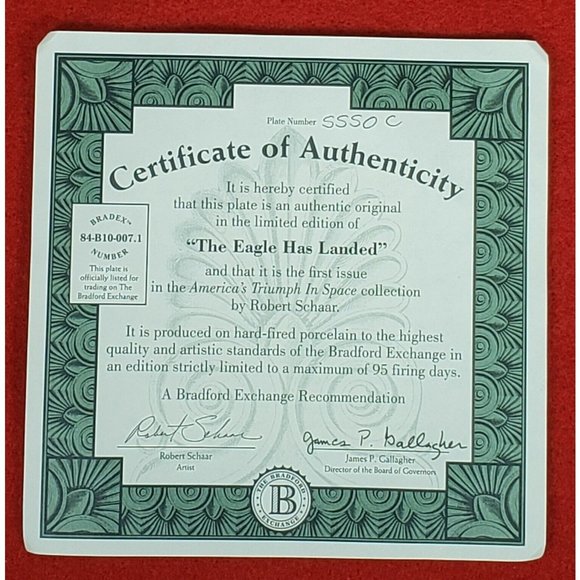 Plate Number 5550 C
Certificate of Authenticity
It is hereby certified
that this plate is an authentic original
in the limited edition of
“The Eagle Has Landed”
and that it is the first issue
in the America's Triumph In Space collection
by Robert Schaar.
BRADEX™
84-B10-007.1
NUMBER
This plate is
officially listed for
trading on The
Bradford Exchange
It is produced on hard-fired porcelain to the highest
quality and artistic standards of the Bradford Exchange in
an edition strictly limited to a maximum of 95 firing days.
A Bradford Exchange Recommendation
Robert Schaar
James P. Gallagher
Robert Schaar
Artist
James P. Gallagher
Director of the Board of Governors
THE BRADFORD
B
EXCHANGE